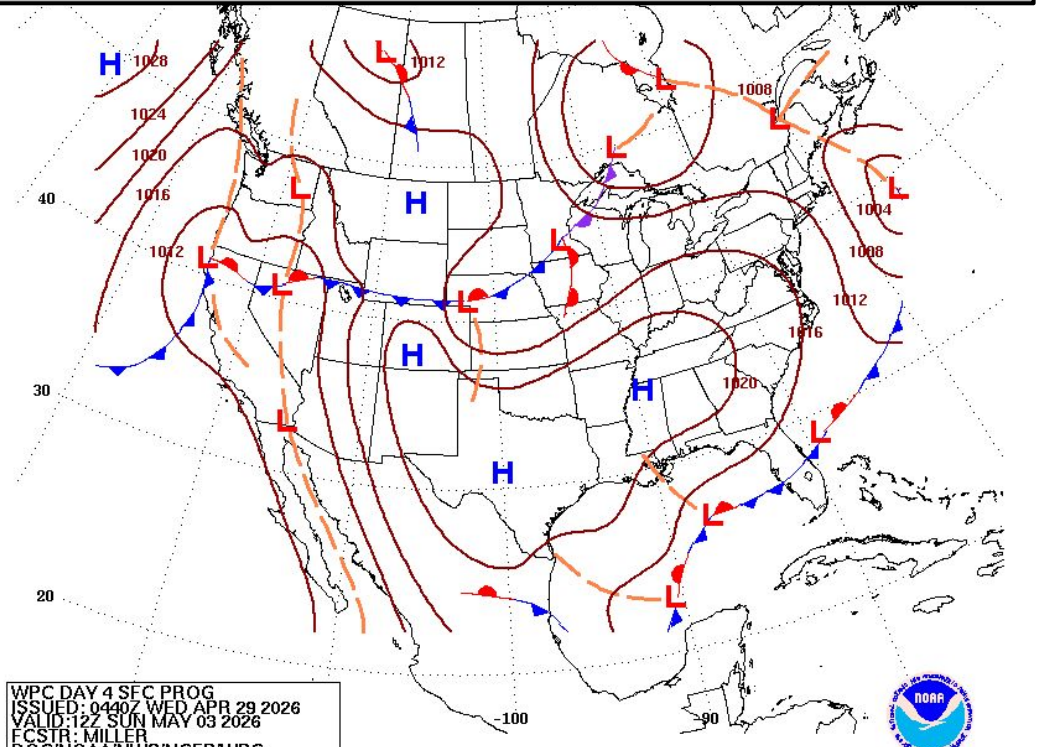 H
1028
L
1012
1024
L
1008
L
1020
L
1016
L
L
40
H
1004
1012
L
L
1008
L
L
1012
1016
H
H
1020
30
H
L
L
H
L
L
20
-100
-90
WPC DAY 4 SFC PROG
ISSUED: 0440Z WED APR 29 2026
VALID:12Z SUN MAY 03 2026
FCSTR: MILLER
NOAA